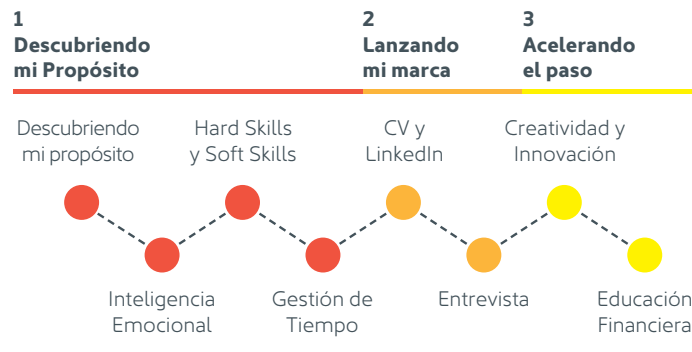 1
Descubriendo
mi Propósito
2
Lanzando
mi marca
3
Acelerando
el paso
Descubriendo
mi propósito
Hard Skills
y Soft Skills
CV y
LinkedIn
Creatividad y
Innovación
Inteligencia
Emocional
Gestión de
Tiempo
Entrevista
Educación
Financiera